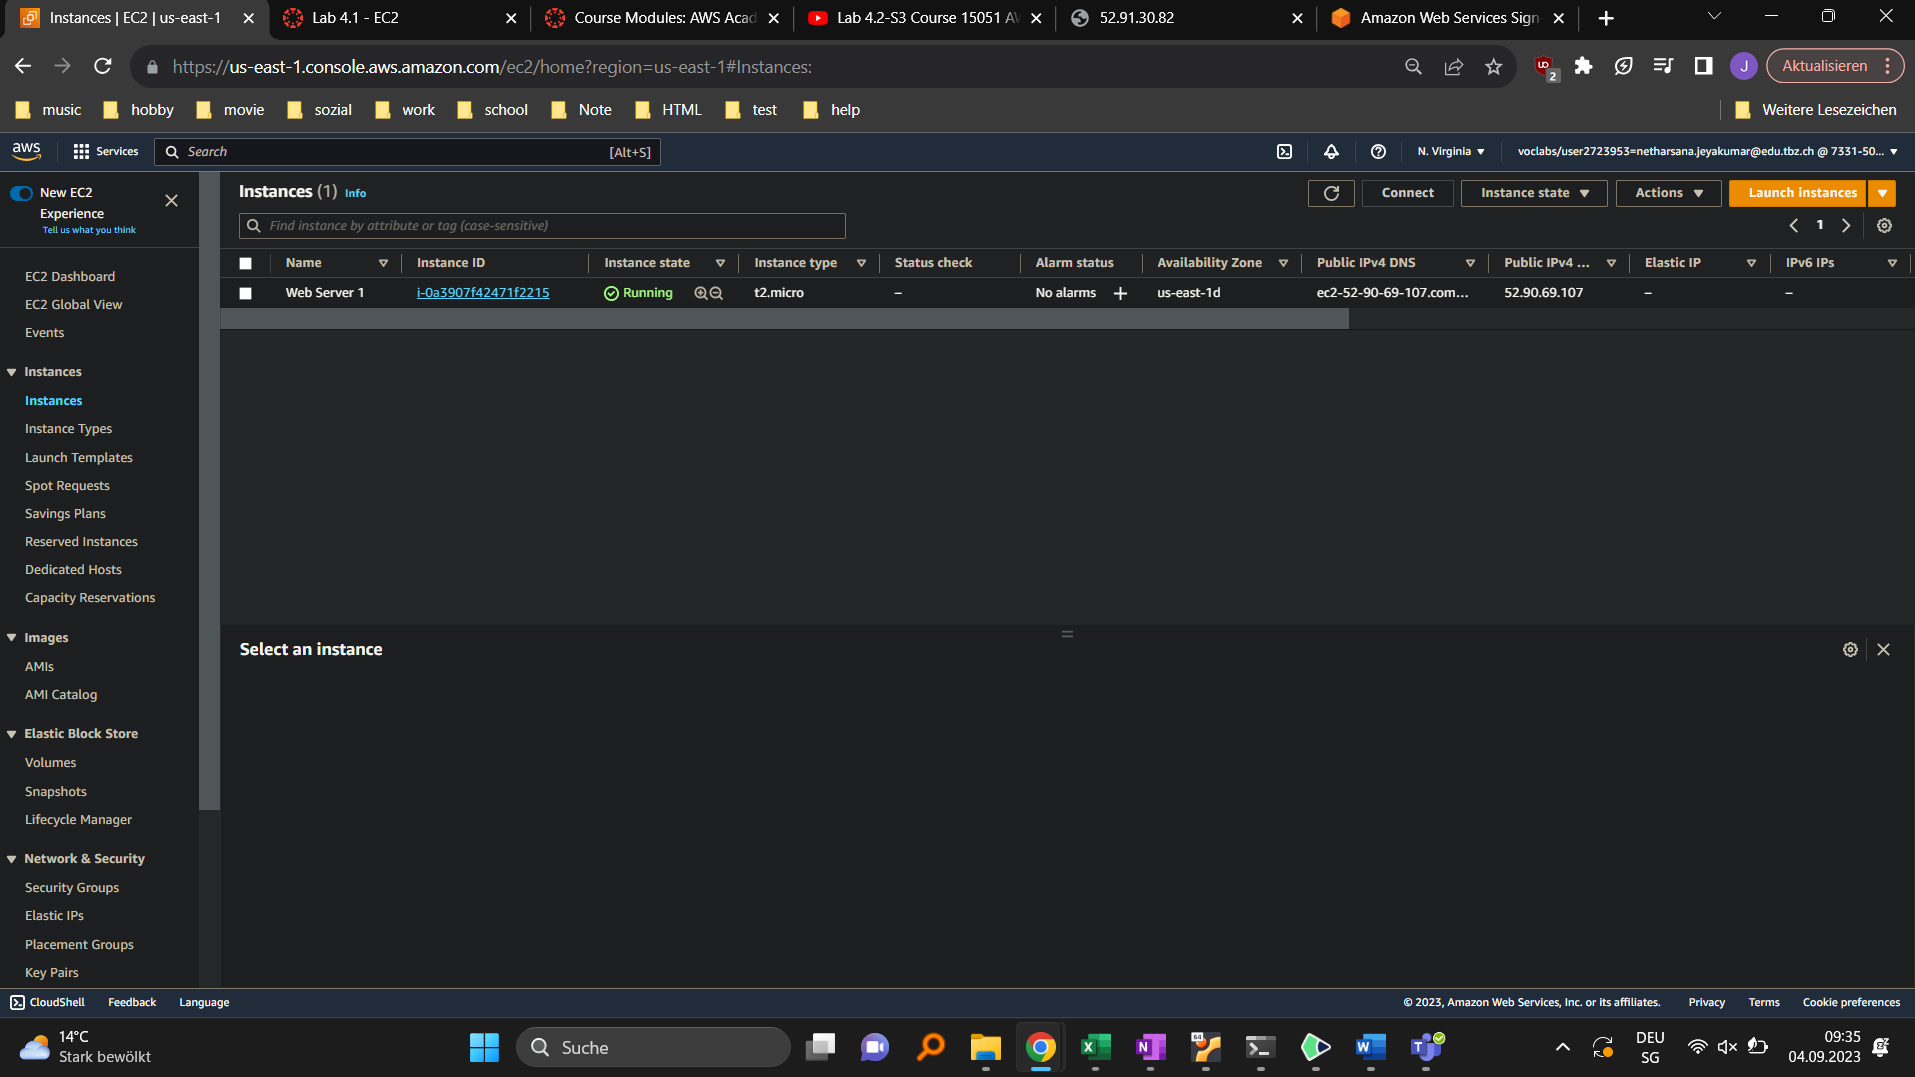 Instances | EC2 | us-east-1
Lab 4.1 - EC2
Course Modules: AWS Acad
Lab 4.2-S3 Course 15051 AW
52.91.30.82
Amazon Web Services Sign
https://us-east-1.console.aws.amazon.com/ec2/home?region=us-east-1#Instances:
2
J
Aktualisieren
music
hobby
movie
sozial
work
school
Note
HTML
test
help
Weitere Lesezeichen
aws
Services
Search
[Alt+S]
N. Virginia
voclabs/user2723953=netharsana.jeyakumar@edu.tbz.ch @ 7331-50...
New EC2
Experience
Tell us what you think
EC2 Dashboard
EC2 Global View
Events
Instances
Instances
Instance Types
Launch Templates
Spot Requests
Savings Plans
Reserved Instances
Dedicated Hosts
Capacity Reservations
Images
AMIs
AMI Catalog
Elastic Block Store
Volumes
Snapshots
Lifecycle Manager
Network & Security
Security Groups
Elastic IPs
Placement Groups
Key Pairs
Instances (1) Info
Connect
Instance state
Actions
Launch instances
Find instance by attribute or tag (case-sensitive)
1
Name Instance ID Instance state Instance type Status check Alarm status Availability Zone Public IPv4 DNS Public IPv4 ... Elastic IP IPv6 IPs
Web Server 1 i-0a3907f42471f2215 Running t2.micro – No alarms + us-east-1d ec2-52-90-69-107.com... 52.90.69.107 – –
Select an instance
CloudShell Feedback Language
© 2023, Amazon Web Services, Inc. or its affiliates. Privacy Terms Cookie preferences
14°C
Stark bewölkt
Suche
64
DEU
SG
09:35
04.09.2023